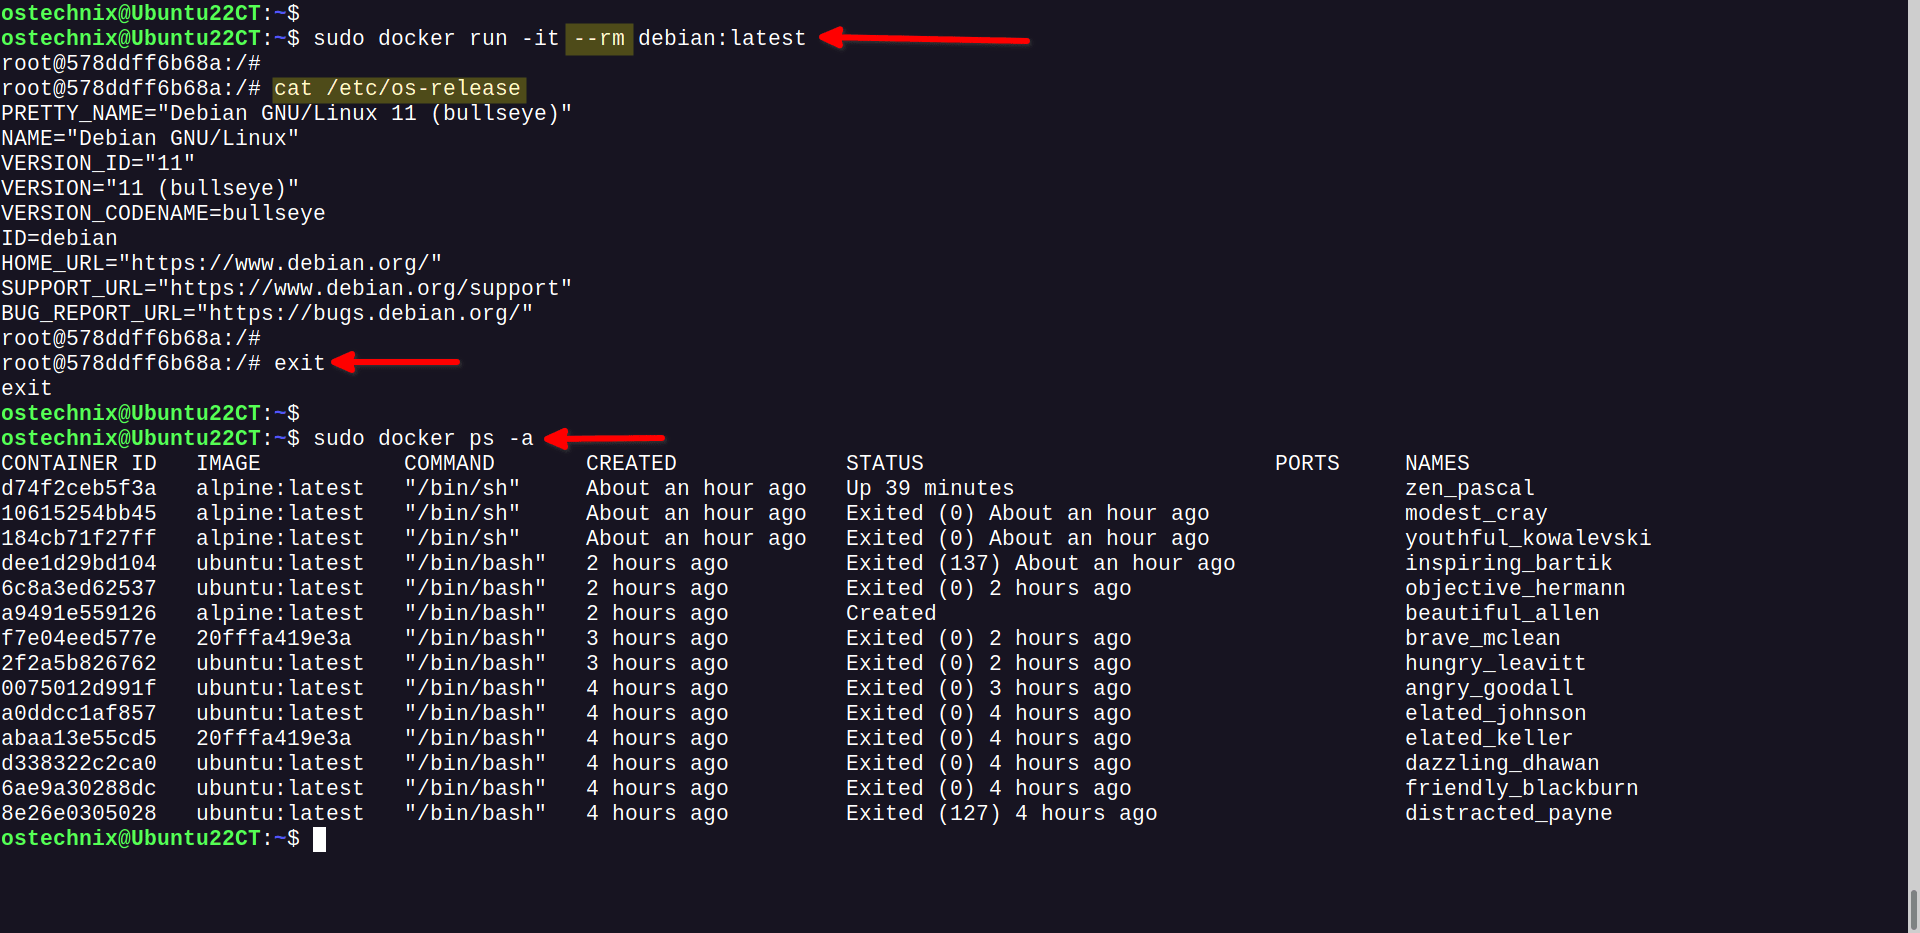 ostechnix@Ubuntu22CT:~$
ostechnix@Ubuntu22CT:~$ sudo docker run -it --rm debian:latest
root@578ddff6b68a:/#
root@578ddff6b68a:/# cat /etc/os-release
PRETTY_NAME="Debian GNU/Linux 11 (bullseye)"
NAME="Debian GNU/Linux"
VERSION_ID="11"
VERSION="11 (bullseye)"
VERSION_CODENAME=bullseye
ID=debian
HOME_URL="https://www.debian.org/"
SUPPORT_URL="https://www.debian.org/support"
BUG_REPORT_URL="https://bugs.debian.org/"
root@578ddff6b68a:/#
root@578ddff6b68a:/# exit
exit
ostechnix@Ubuntu22CT:~$
ostechnix@Ubuntu22CT:~$ sudo docker ps -a
CONTAINER ID   IMAGE           COMMAND       CREATED             STATUS                           PORTS     NAMES
d74f2ceb5f3a   alpine:latest   "/bin/sh"     About an hour ago   Up 39 minutes                              zen_pascal
10615254bb45   alpine:latest   "/bin/sh"     About an hour ago   Exited (0) About an hour ago               modest_cray
184cb71f27ff   alpine:latest   "/bin/sh"     About an hour ago   Exited (0) About an hour ago               youthful_kowalevski
dee1d29bd104   ubuntu:latest   "/bin/bash"   2 hours ago         Exited (137) About an hour ago             inspiring_bartik
6c8a3ed62537   ubuntu:latest   "/bin/bash"   2 hours ago         Exited (0) 2 hours ago                     objective_hermann
a9491e559126   alpine:latest   "/bin/bash"   2 hours ago         Created                                    beautiful_allen
f7e04eed577e   20fffa419e3a    "/bin/bash"   3 hours ago         Exited (0) 2 hours ago                     brave_mclean
2f2a5b826762   ubuntu:latest   "/bin/bash"   3 hours ago         Exited (0) 2 hours ago                     hungry_leavitt
0075012d991f   ubuntu:latest   "/bin/bash"   4 hours ago         Exited (0) 3 hours ago                     angry_goodall
a0ddcc1af857   ubuntu:latest   "/bin/bash"   4 hours ago         Exited (0) 4 hours ago                     elated_johnson
abaa13e55cd5   20fffa419e3a    "/bin/bash"   4 hours ago         Exited (0) 4 hours ago                     elated_keller
d338322c2ca0   ubuntu:latest   "/bin/bash"   4 hours ago         Exited (0) 4 hours ago                     dazzling_dhawan
6ae9a30288dc   ubuntu:latest   "/bin/bash"   4 hours ago         Exited (0) 4 hours ago                     friendly_blackburn
8e26e0305028   ubuntu:latest   "/bin/bash"   4 hours ago         Exited (127) 4 hours ago                   distracted_payne
ostechnix@Ubuntu22CT:~$